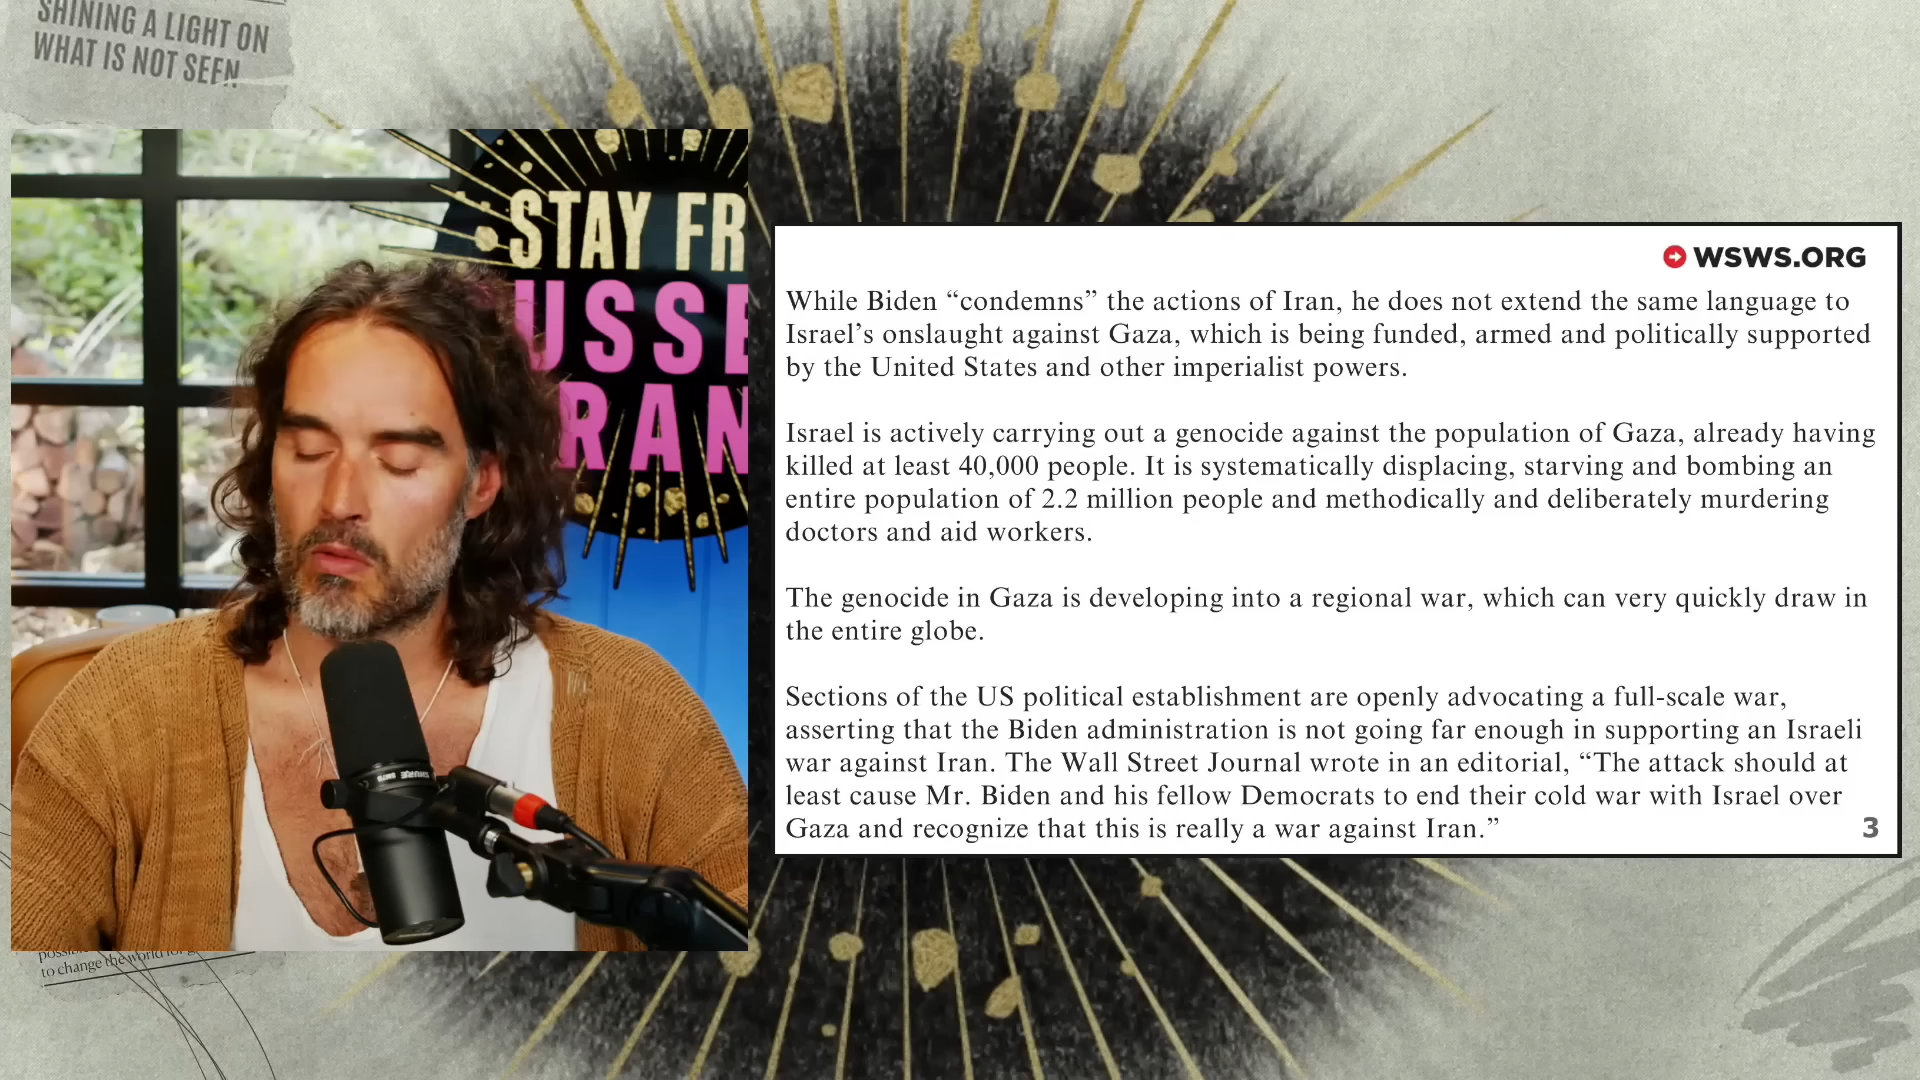 SHINING A LIGHT ON
WHAT IS NOT SEEN
STAY FR
USSE
RAN
SHURE SM7B
WSWS.ORG
While Biden “condemns” the actions of Iran, he does not extend the same language to
Israel’s onslaught against Gaza, which is being funded, armed and politically supported
by the United States and other imperialist powers.
Israel is actively carrying out a genocide against the population of Gaza, already having
killed at least 40,000 people. It is systematically displacing, starving and bombing an
entire population of 2.2 million people and methodically and deliberately murdering
doctors and aid workers.
The genocide in Gaza is developing into a regional war, which can very quickly draw in
the entire globe.
Sections of the US political establishment are openly advocating a full-scale war,
asserting that the Biden administration is not going far enough in supporting an Israeli
war against Iran. The Wall Street Journal wrote in an editorial, “The attack should at
least cause Mr. Biden and his fellow Democrats to end their cold war with Israel over
Gaza and recognize that this is really a war against Iran.”
3
to change the world